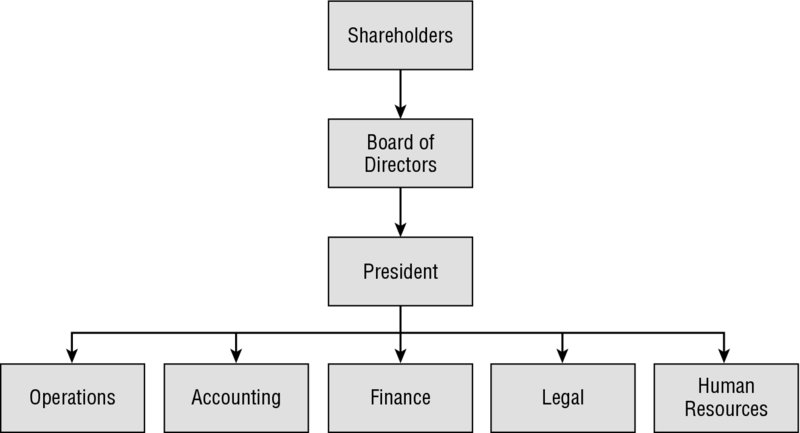 Shareholders
Board of
Directors
President
Operations
Accounting
Finance
Legal
Human
Resources